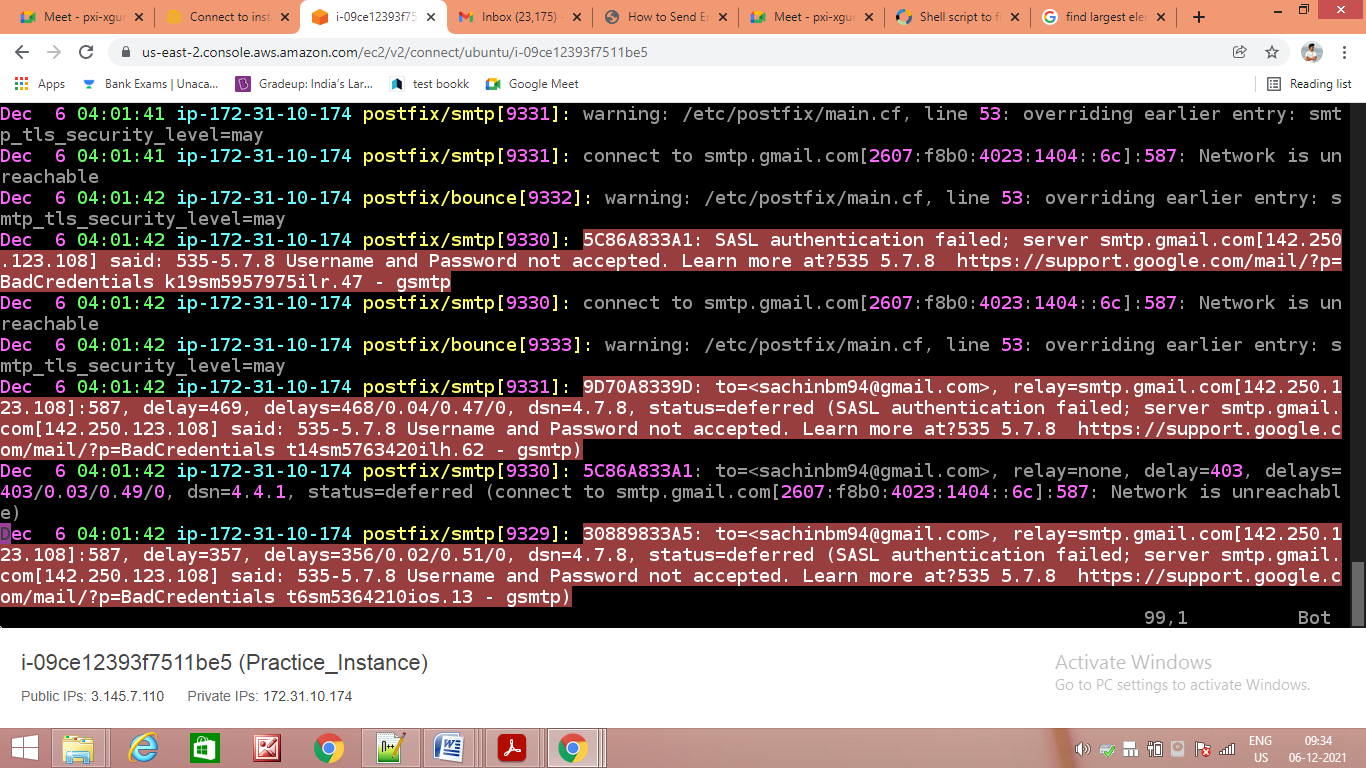 Meet - pxi-xgu
Connect to inst
i-09ce12393f75
Inbox (23,175) -
How to Send E
Meet - pxi-xgu
Shell script to fi
find largest ele
us-east-2.console.aws.amazon.com/ec2/v2/connect/ubuntu/i-09ce12393f7511be5
Apps
Bank Exams | Unaca...
Gradeup: India's Lar...
test bookk
Google Meet
Reading list
Dec  6 04:01:41 ip-172-31-10-174 postfix/smtp[9331]: warning: /etc/postfix/main.cf, line 53: overriding earlier entry: smt
p_tls_security_level=may
Dec  6 04:01:41 ip-172-31-10-174 postfix/smtp[9331]: connect to smtp.gmail.com[2607:f8b0:4023:1404::6c]:587: Network is un
reachable
Dec  6 04:01:42 ip-172-31-10-174 postfix/bounce[9332]: warning: /etc/postfix/main.cf, line 53: overriding earlier entry: s
mtp_tls_security_level=may
Dec  6 04:01:42 ip-172-31-10-174 postfix/smtp[9330]: 5C86A833A1: SASL authentication failed; server smtp.gmail.com[142.250
.123.108] said: 535-5.7.8 Username and Password not accepted. Learn more at?535 5.7.8  https://support.google.com/mail/?p=
BadCredentials k19sm5957975ilr.47 - gsmtp
Dec  6 04:01:42 ip-172-31-10-174 postfix/smtp[9330]: connect to smtp.gmail.com[2607:f8b0:4023:1404::6c]:587: Network is un
reachable
Dec  6 04:01:42 ip-172-31-10-174 postfix/bounce[9333]: warning: /etc/postfix/main.cf, line 53: overriding earlier entry: s
mtp_tls_security_level=may
Dec  6 04:01:42 ip-172-31-10-174 postfix/smtp[9331]: 9D70A8339D: to=<sachinbm94@gmail.com>, relay=smtp.gmail.com[142.250.1
23.108]:587, delay=469, delays=468/0.04/0.47/0, dsn=4.7.8, status=deferred (SASL authentication failed; server smtp.gmail.
com[142.250.123.108] said: 535-5.7.8 Username and Password not accepted. Learn more at?535 5.7.8  https://support.google.c
om/mail/?p=BadCredentials t14sm5763420ilh.62 - gsmtp)
Dec  6 04:01:42 ip-172-31-10-174 postfix/smtp[9330]: 5C86A833A1: to=<sachinbm94@gmail.com>, relay=none, delay=403, delays=
403/0.03/0.49/0, dsn=4.4.1, status=deferred (connect to smtp.gmail.com[2607:f8b0:4023:1404::6c]:587: Network is unreachabl
e)
Dec  6 04:01:42 ip-172-31-10-174 postfix/smtp[9329]: 30889833A5: to=<sachinbm94@gmail.com>, relay=smtp.gmail.com[142.250.1
23.108]:587, delay=357, delays=356/0.02/0.51/0, dsn=4.7.8, status=deferred (SASL authentication failed; server smtp.gmail.
com[142.250.123.108] said: 535-5.7.8 Username and Password not accepted. Learn more at?535 5.7.8  https://support.google.c
om/mail/?p=BadCredentials t6sm5364210ios.13 - gsmtp)
99,1 Bot
i-09ce12393f7511be5 (Practice_Instance)
Public IPs: 3.145.7.110 Private IPs: 172.31.10.174
Activate Windows
Go to PC settings to activate Windows.
ENG
US
09:34
06-12-2021